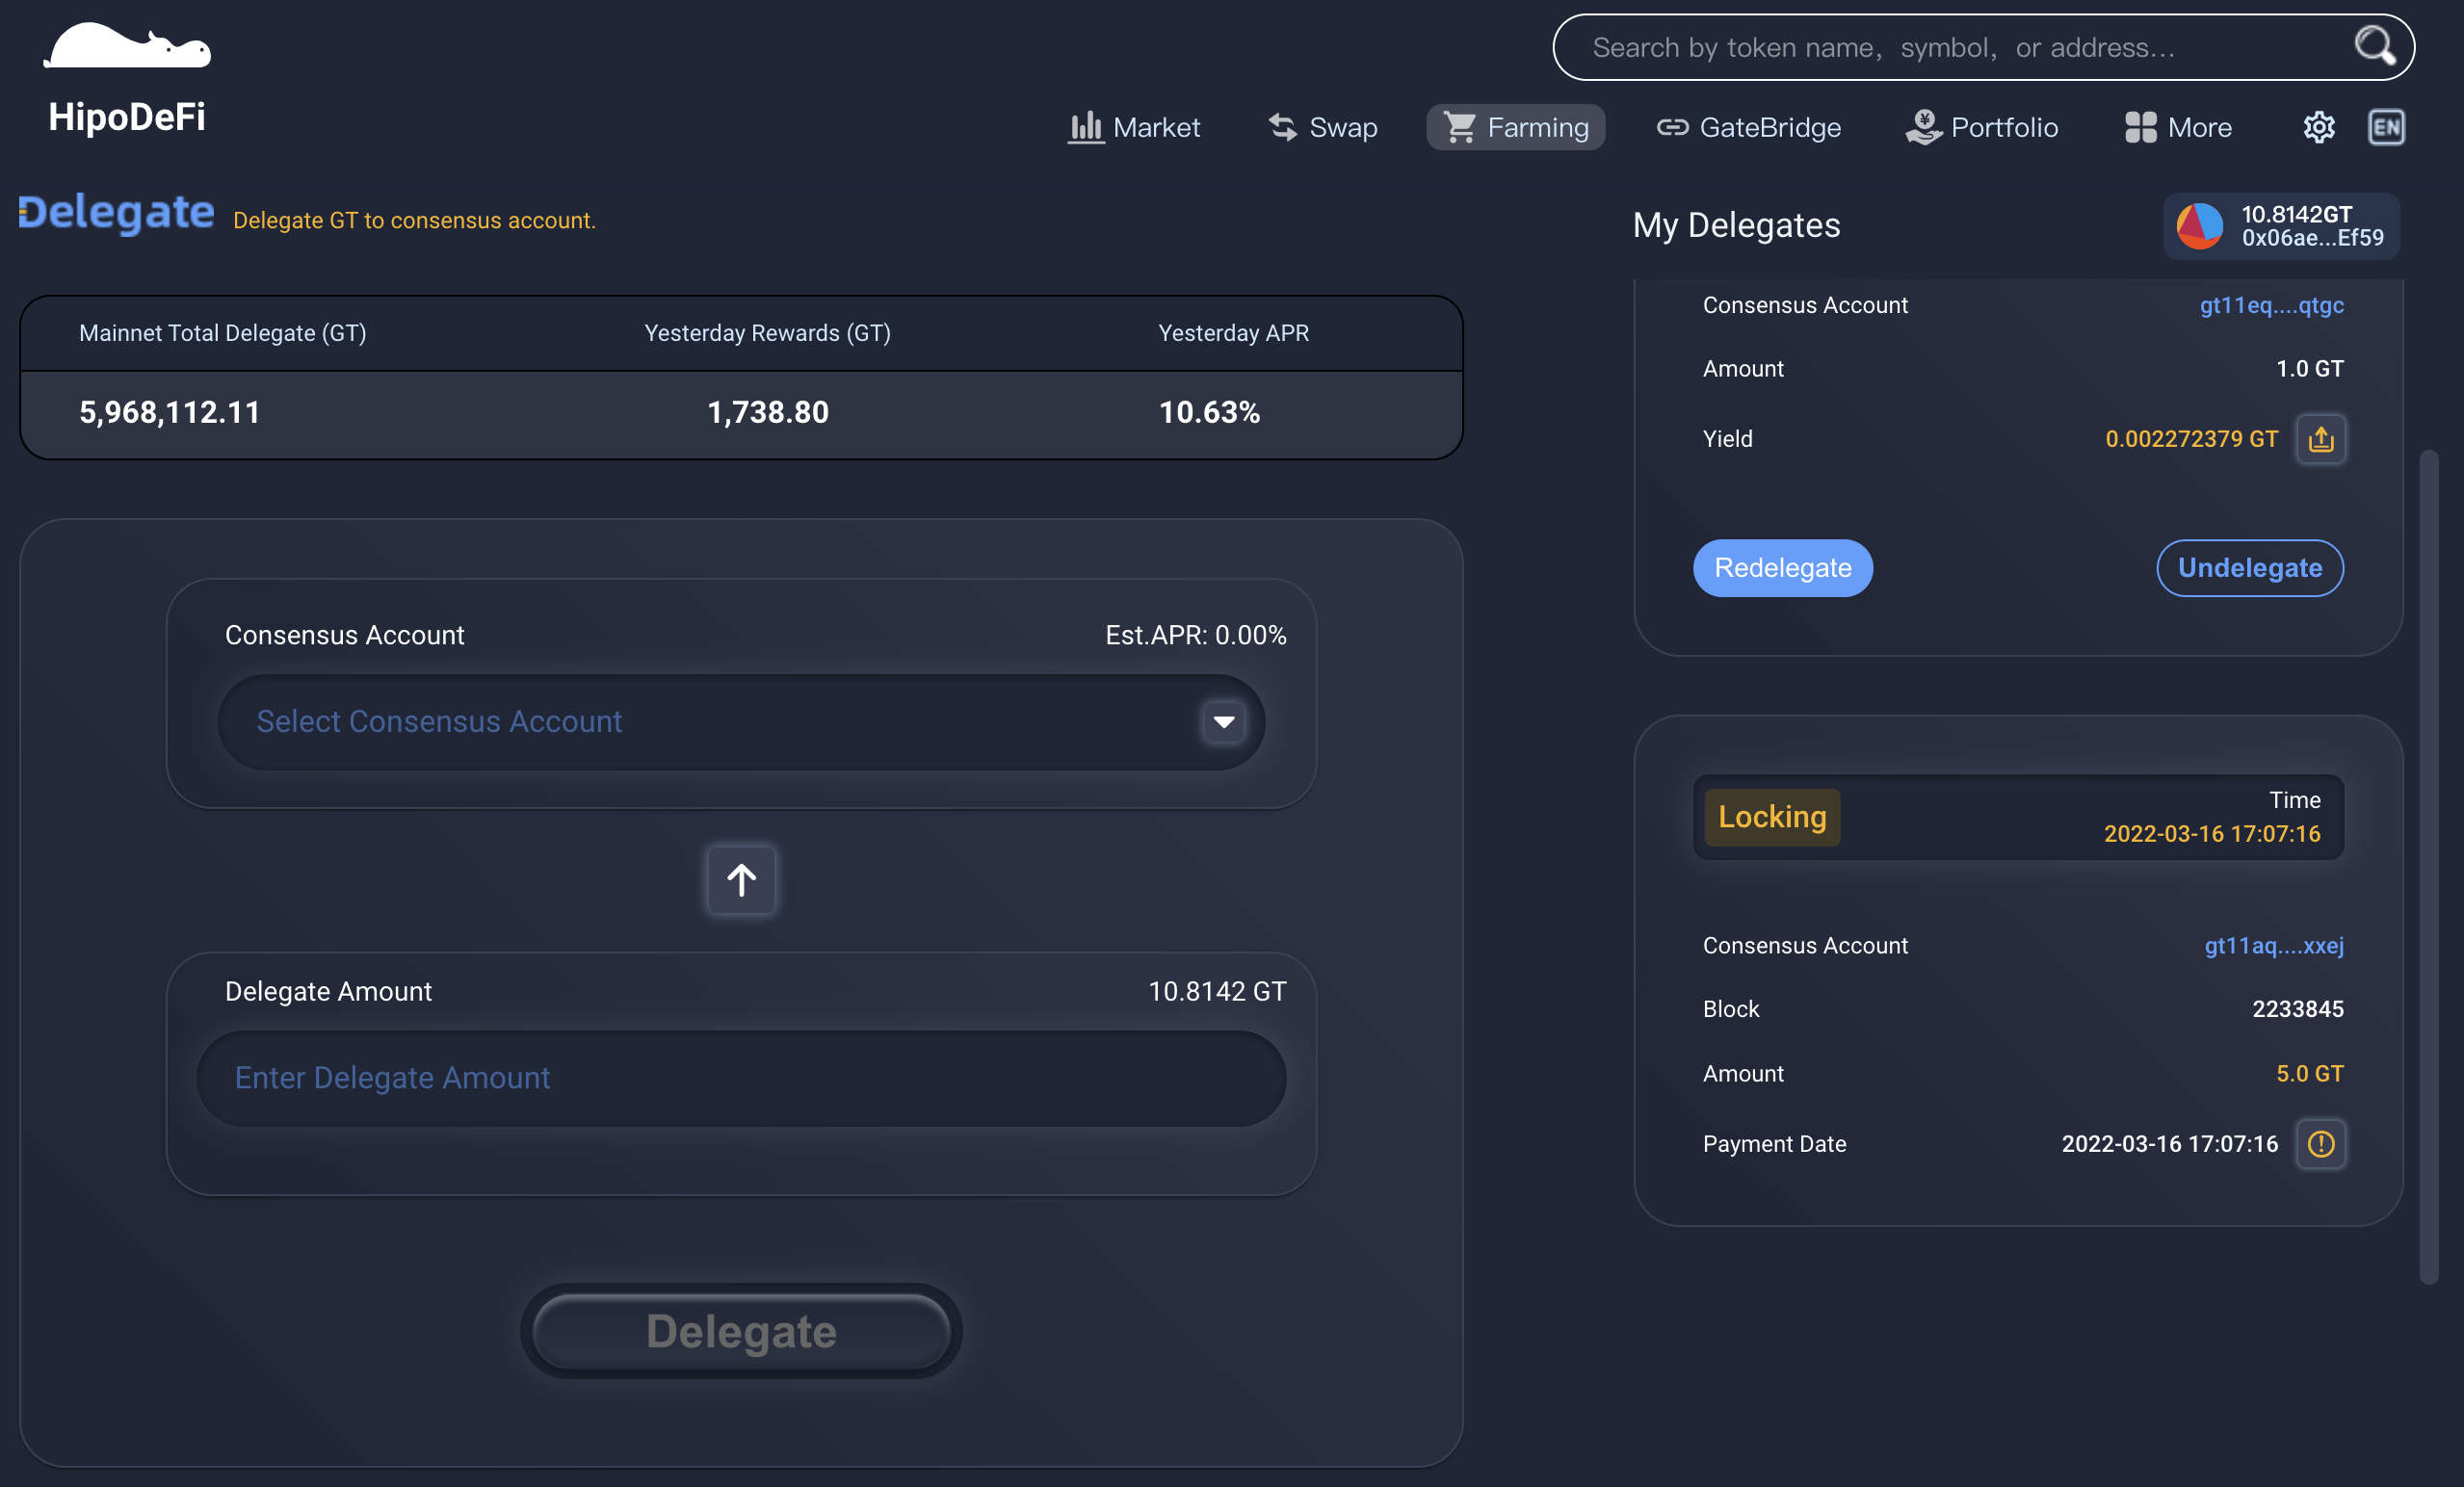 HipoDeFi
Search by token name, symbol, or address...
Market
Swap
Farming
GateBridge
Portfolio
More
EN
Delegate
Delegate GT to consensus account.
Mainnet Total Delegate (GT)
Yesterday Rewards (GT)
Yesterday APR
5,968,112.11
1,738.80
10.63%
Consensus Account
Est.APR: 0.00%
Select Consensus Account
Delegate Amount
10.8142 GT
Enter Delegate Amount
Delegate
My Delegates
10.8142GT
0x06ae...Ef59
Consensus Account
gt11eq....qtgc
Amount
1.0 GT
Yield
0.002272379 GT
Redelegate
Undelegate
Locking
Time
2022-03-16 17:07:16
Consensus Account
gt11aq....xxej
Block
2233845
Amount
5.0 GT
Payment Date
2022-03-16 17:07:16